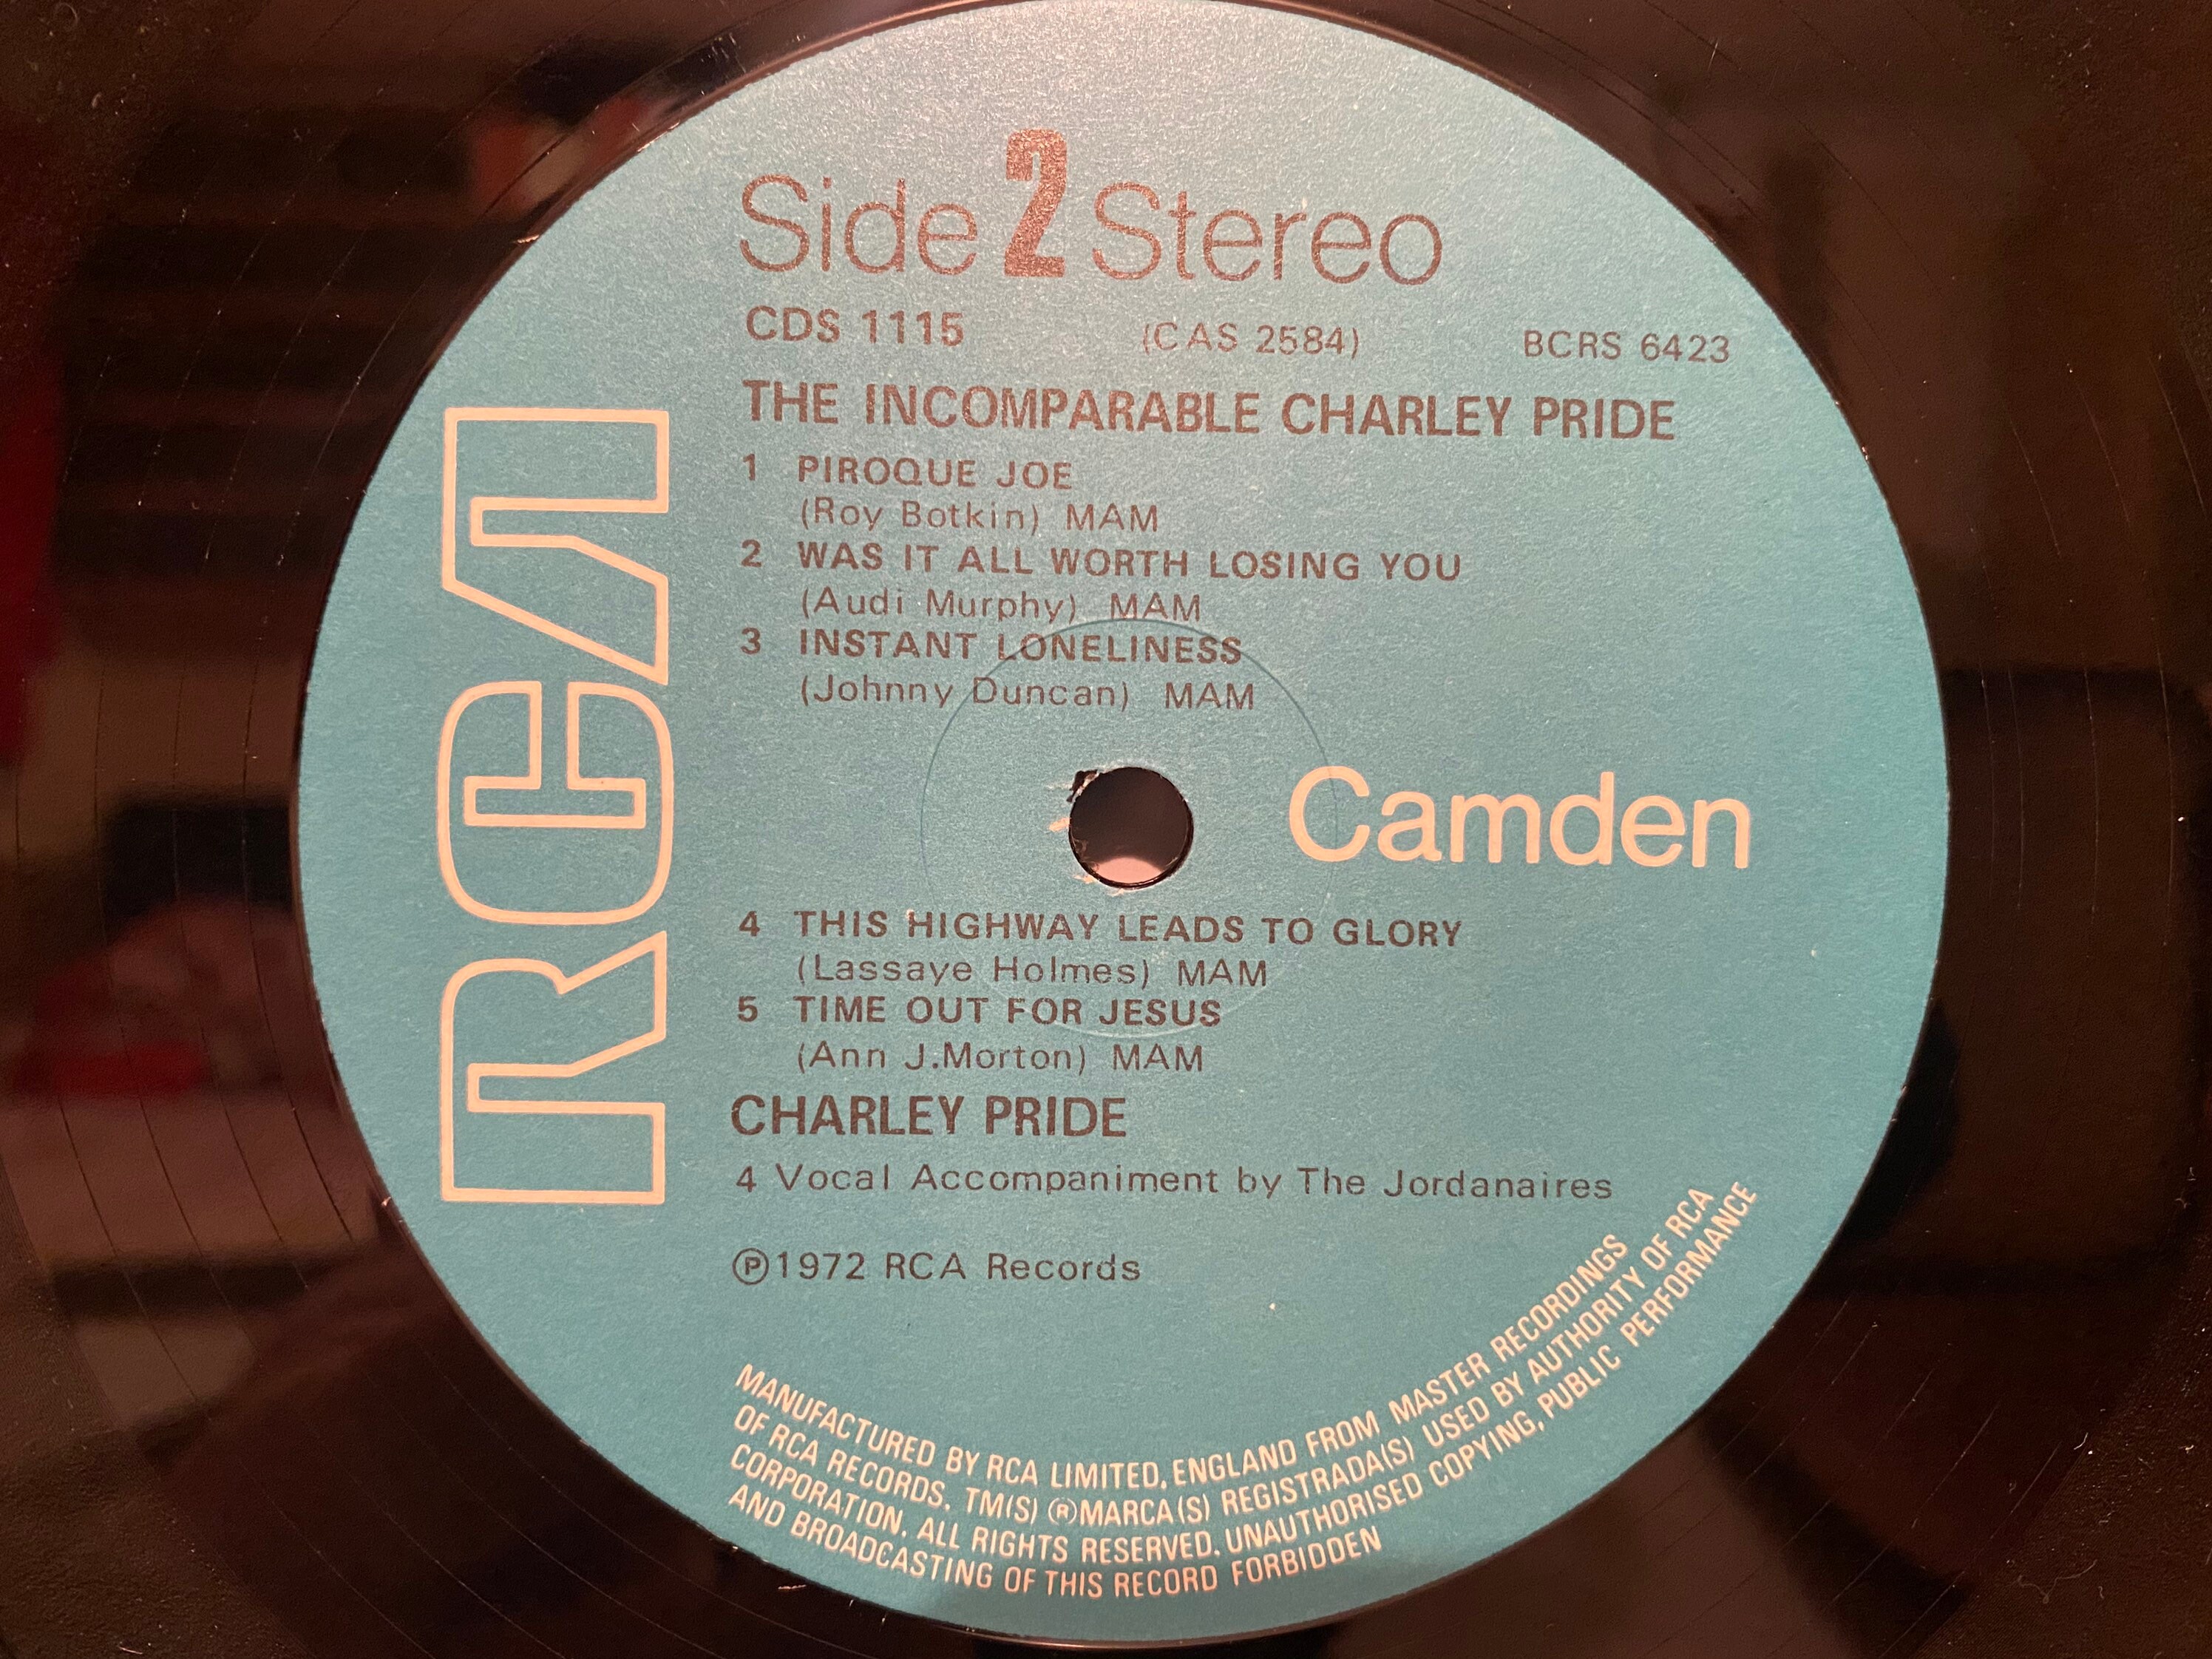 Side 2 Stereo
CDS 1115 (CAS 2584) BCRS 6423
THE INCOMPARABLE CHARLEY PRIDE
1 PIROQUE JOE
(Roy Botkin) MAM
2 WAS IT ALL WORTH LOSING YOU
(Audi Murphy) MAM
3 INSTANT LONELINESS
(Johnny Duncan) MAM
RCA
Camden
4 THIS HIGHWAY LEADS TO GLORY
(Lassaye Holmes) MAM
5 TIME OUT FOR JESUS
(Ann J.Morton) MAM
CHARLEY PRIDE
4 Vocal Accompaniment by The Jordanaires
℗1972 RCA Records
MANUFACTURED BY RCA LIMITED, ENGLAND FROM MASTER RECORDINGS
OF RCA RECORDS. TM(S) ®MARCA(S) REGISTRADA(S) USED BY AUTHORITY OF RCA
CORPORATION. ALL RIGHTS RESERVED. UNAUTHORISED COPYING, PUBLIC PERFORMANCE
AND BROADCASTING OF THIS RECORD FORBIDDEN